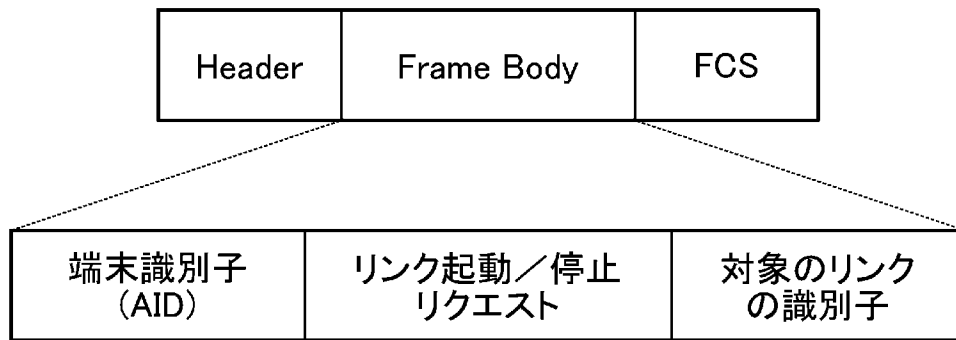 Header
Frame Body
FCS
端末識別子
(AID)
リンク起動／停止
リクエスト
対象のリンク
の識別子